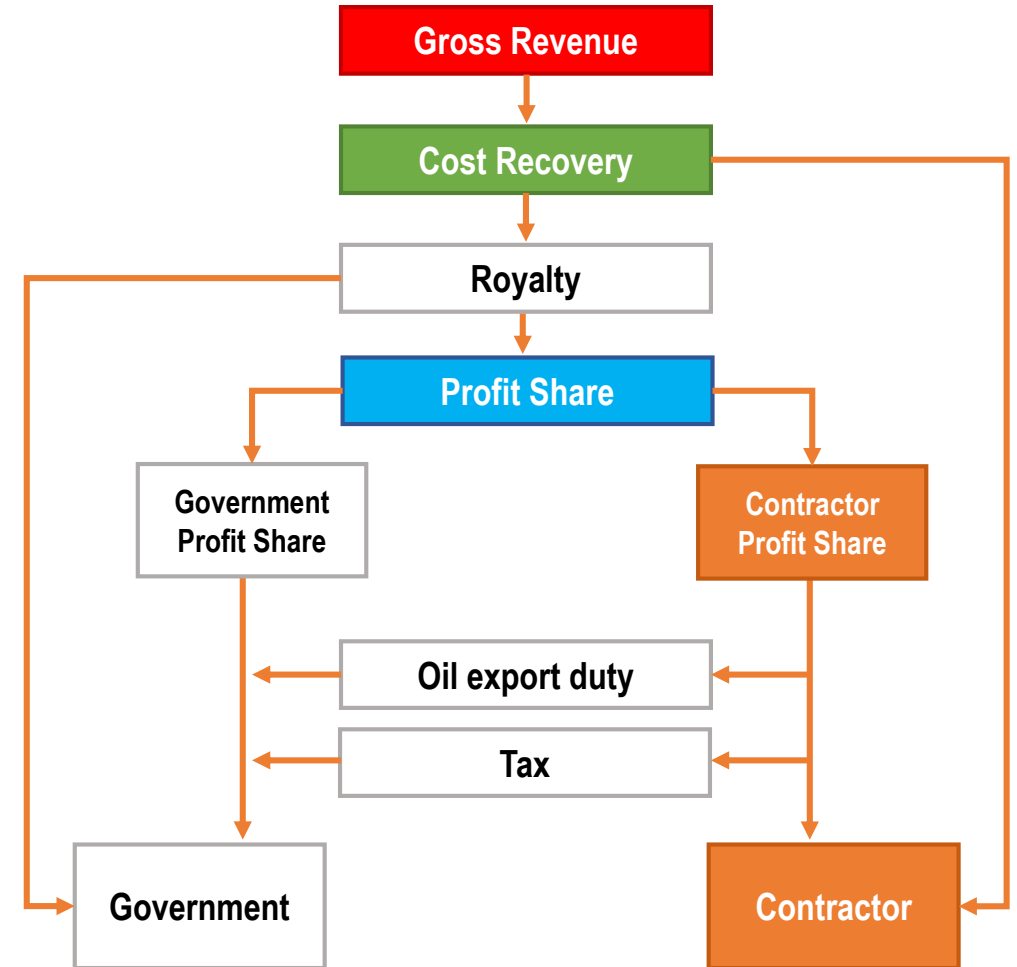 Gross Revenue
Cost Recovery
Royalty
Profit Share
Government
Profit Share
Contractor
Profit Share
Oil export duty
Tax
Government
Contractor